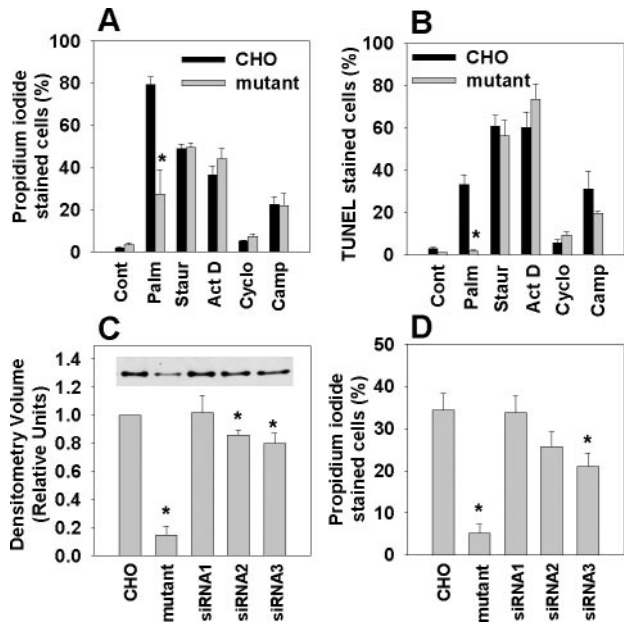 A
Propidium iodide
stained cells (%)
100
80
60
40
20
0
CHO
mutant
*
Cont
Palm
Staur
Act D
Cyclo
Camp
B
TUNEL stained cells (%)
100
80
60
40
20
0
CHO
mutant
*
Cont
Palm
Staur
Act D
Cyclo
Camp
C
Densitometry Volume
(Relative Units)
1.4
1.2
1.0
0.8
0.6
0.4
0.2
0.0
*
*
*
CHO
mutant
siRNA1
siRNA2
siRNA3
D
Propidium iodide
stained cells (%)
50
40
30
20
10
0
*
*
CHO
mutant
siRNA1
siRNA2
siRNA3